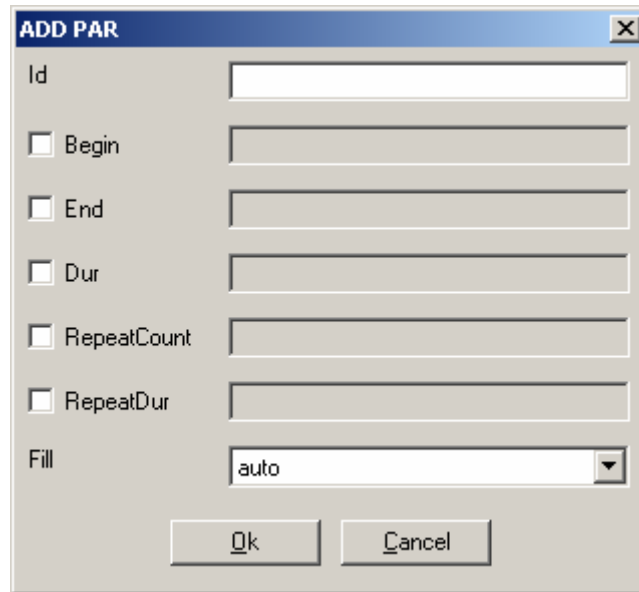 ADD PAR
Id
Begin
End
Dur
RepeatCount
RepeatDur
Fill auto
Ok Cancel